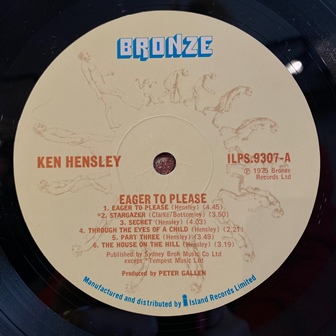 BRONZE
KEN HENSLEY
ILPS.9307-A
℗ 1975 Bronze
Records Ltd
EAGER TO PLEASE
1. EAGER TO PLEASE (Hensley) (4.45)
*2. STARGAZER (Clarke/Bottomley) (3.50)
3. SECRET (Hensley) (4.03)
4. THROUGH THE EYES OF A CHILD (Hensley) (2.21)
5. PART THREE (Hensley) (3.49)
6. THE HOUSE ON THE HILL (Hensley) (3.19)
Published by Sydney Bron Music Co Ltd
except *Tempest Music Ltd
Produced by PETER GALLEN
Manufactured and distributed by Island Records Limited